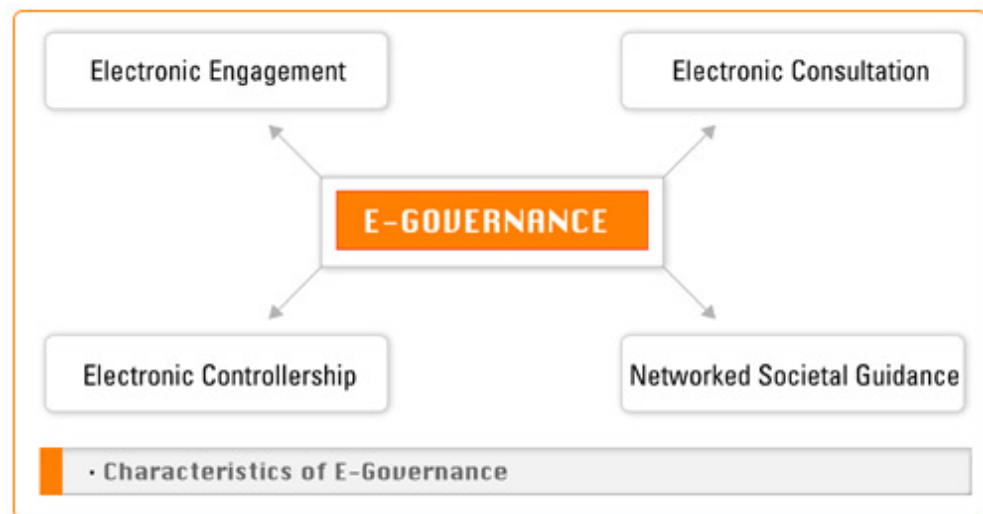 Electronic Engagement
Electronic Consultation
E-GOVERNANCE
Electronic Controllership
Networked Societal Guidance
· Characteristics of E-Governance